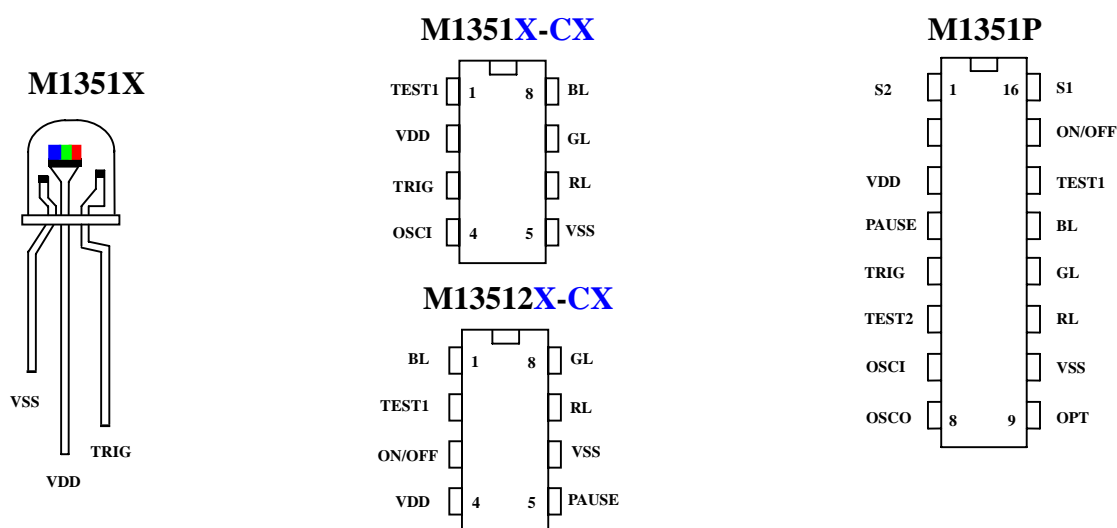 M1351X
VSS
VDD
TRIG
M1351X-CX
TEST1 1 8 BL
VDD GL
TRIG RL
OSCI 4 5 VSS
M13512X-CX
BL 1 8 GL
TEST1 RL
ON/OFF VSS
VDD 4 5 PAUSE
M1351P
S2 1 16 S1
ON/OFF
VDD TEST1
PAUSE BL
TRIG GL
TEST2 RL
OSCI VSS
OSCO 8 9 OPT